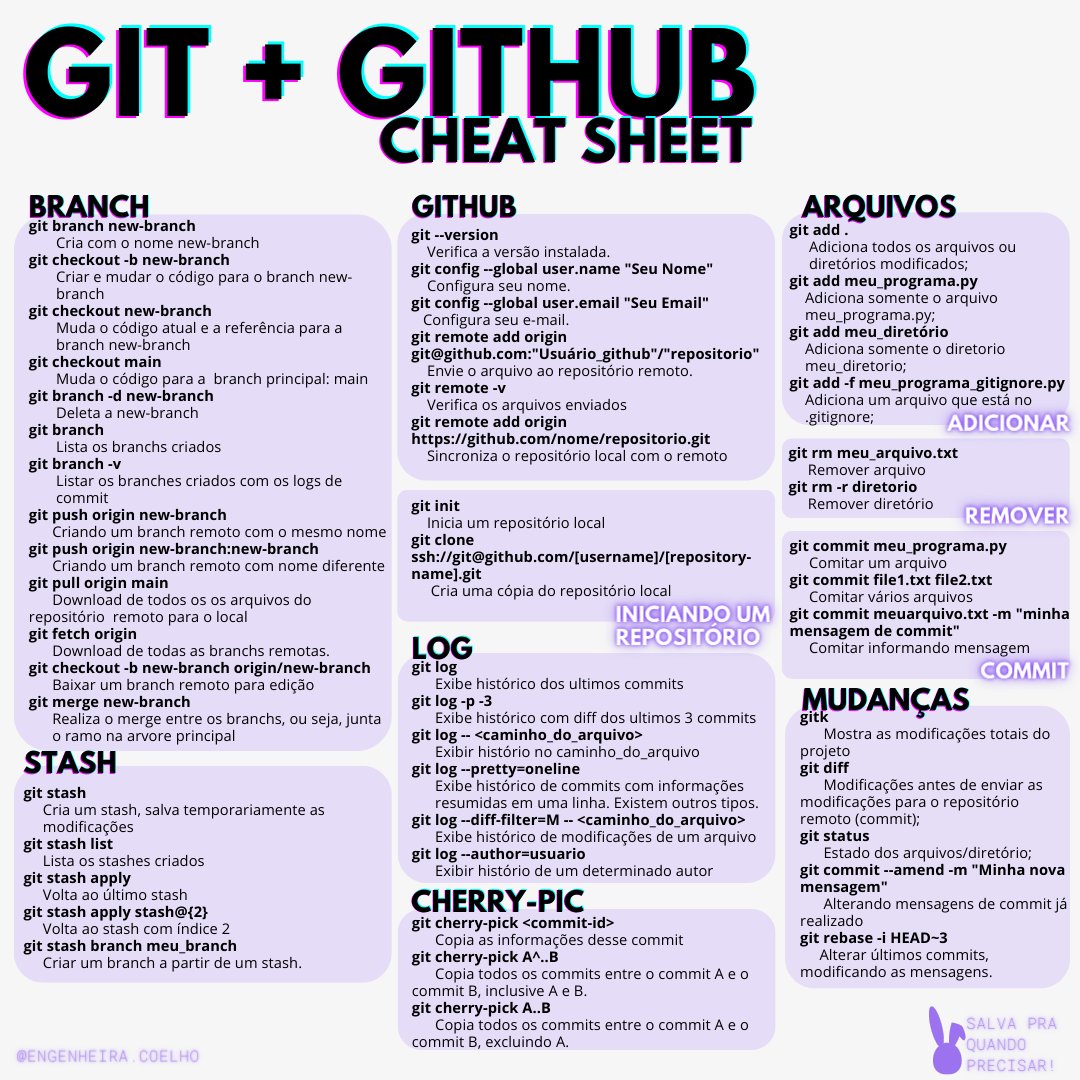 GIT + GITHUB
CHEAT SHEET
BRANCH
git branch new-branch
Cria com o nome new-branch
git checkout -b new-branch
Criar e mudar o código para o branch new-
branch
git checkout new-branch
Muda o código atual e a referência para a
branch new-branch
git checkout main
Muda o código para a  branch principal: main
git branch -d new-branch
Deleta a new-branch
git branch
Lista os branchs criados
git branch -v
Listar os branches criados com os logs de
commit
git push origin new-branch
Criando um branch remoto com o mesmo nome
git push origin new-branch:new-branch
Criando um branch remoto com nome diferente
git pull origin main
Download de todos os os arquivos do
repositório  remoto para o local
git fetch origin
Download de todas as branchs remotas.
git checkout -b new-branch origin/new-branch
Baixar um branch remoto para edição
git merge new-branch
Realiza o merge entre os branchs, ou seja, junta
o ramo na arvore principal
STASH
git stash
Cria um stash, salva temporariamente as
modificações
git stash list
Lista os stashes criados
git stash apply
Volta ao último stash
git stash apply stash@{2}
Volta ao stash com índice 2
git stash branch meu_branch
Criar um branch a partir de um stash.
@ENGENHEIRA.COELHO
GITHUB
git --version
Verifica a versão instalada.
git config --global user.name "Seu Nome"
Configura seu nome.
git config --global user.email "Seu Email"
Configura seu e-mail.
git remote add origin
git@github.com:"Usuário_github"/"repositorio"
Envie o arquivo ao repositório remoto.
git remote -v
Verifica os arquivos enviados
git remote add origin
https://github.com/nome/repositorio.git
Sincroniza o repositório local com o remoto
git init
Inicia um repositório local
git clone
ssh://git@github.com/[username]/[repository-
name].git
Cria uma cópia do repositório local
INICIANDO UM
REPOSITÓRIO
LOG
git log
Exibe histórico dos ultimos commits
git log -p -3
Exibe histórico com diff dos ultimos 3 commits
git log -- <caminho_do_arquivo>
Exibir histório no caminho_do_arquivo
git log --pretty=oneline
Exibe histórico de commits com informações
resumidas em uma linha. Existem outros tipos.
git log --diff-filter=M -- <caminho_do_arquivo>
Exibe histórico de modificações de um arquivo
git log --author=usuario
Exibir histório de um determinado autor
CHERRY-PIC
git cherry-pick <commit-id>
Copia as informações desse commit
git cherry-pick A^..B
Copia todos os commits entre o commit A e o
commit B, inclusive A e B.
git cherry-pick A..B
Copia todos os commits entre o commit A e o
commit B, excluindo A.
ARQUIVOS
git add .
Adiciona todos os arquivos ou
diretórios modificados;
git add meu_programa.py
Adiciona somente o arquivo
meu_programa.py;
git add meu_diretório
Adiciona somente o diretorio
meu_diretorio;
git add -f meu_programa_gitignore.py
Adiciona um arquivo que está no
.gitignore;
ADICIONAR
git rm meu_arquivo.txt
Remover arquivo
git rm -r diretorio
Remover diretório
REMOVER
git commit meu_programa.py
Comitar um arquivo
git commit file1.txt file2.txt
Comitar vários arquivos
git commit meuarquivo.txt -m "minha
mensagem de commit"
Comitar informando mensagem
COMMIT
MUDANÇAS
gitk
Mostra as modificações totais do
projeto
git diff
Modificações antes de enviar as
modificações para o repositório
remoto (commit);
git status
Estado dos arquivos/diretório;
git commit --amend -m "Minha nova
mensagem"
Alterando mensagens de commit já
realizado
git rebase -i HEAD~3
Alterar últimos commits,
modificando as mensagens.
SALVA PRA
QUANDO
PRECISAR!